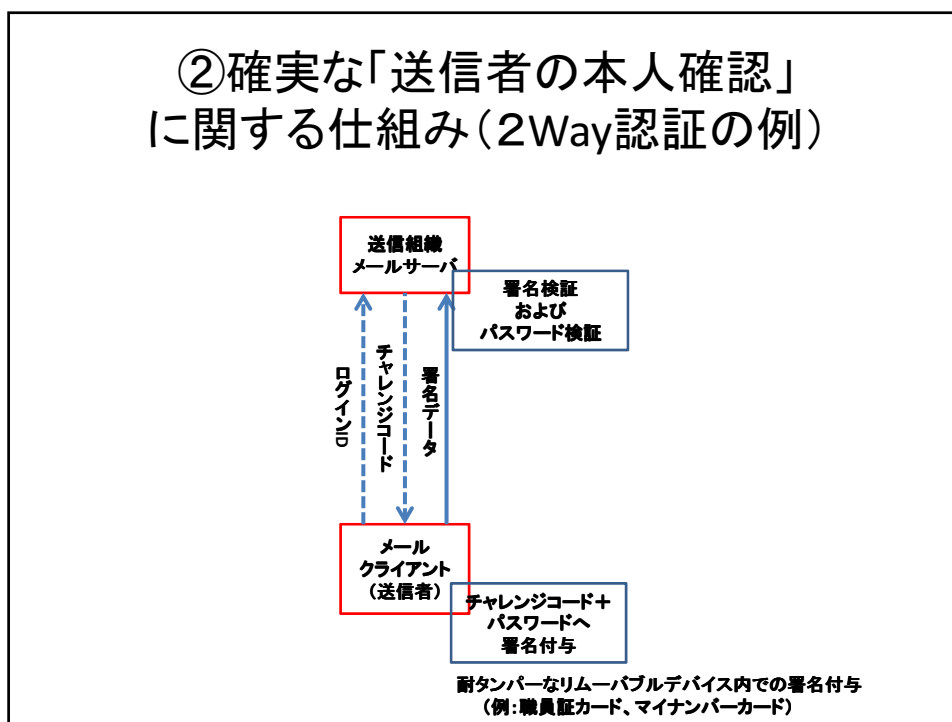 ②確実な「送信者の本人確認」
に関する仕組み（２Way認証の例）
送信組織
メールサーバ
署名検証
および
パスワード検証
ログインID
チャレンジコード
署名データ
メール
クライアント
（送信者）
チャレンジコード＋
パスワードへ
署名付与
耐タンパーなリムーバブルデバイス内での署名付与
（例：職員証カード、マイナンバーカード）